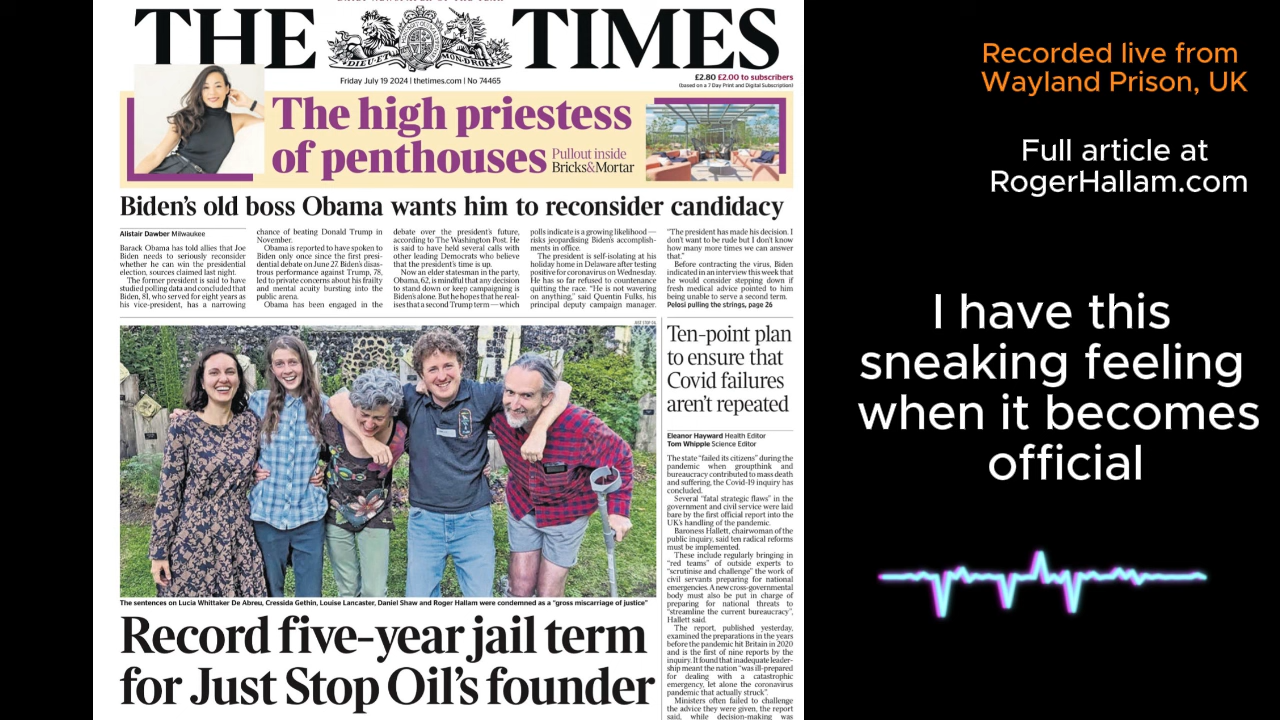 THE TIMES
DIEU ET MON DROIT
Friday July 19 2024 | thetimes.com | No 74465
£2.80 £2.00 to subscribers
(based on a 7 Day Print and Digital Subscription)
The high priestess
of penthouses
Pullout inside
Bricks&Mortar
Biden's old boss Obama wants him to reconsider candidacy
Alistair Dawber Milwaukee
Barack Obama has told allies that Joe
Biden needs to seriously reconsider
whether he can win the presidential
election, sources claimed last night.
The former president is said to have
studied polling data and concluded that
Biden, 81, who served for eight years as
his vice-president, has a narrowing
chance of beating Donald Trump in
November.
Obama is reported to have spoken to
Biden only once since the first presi-
dential debate on June 27. Biden's disas-
trous performance against Trump, 78,
led to private concerns about his frailty
and mental acuity bursting into the
public arena.
Obama has been engaged in the
debate over the president's future,
according to The Washington Post. He
is said to have held several calls with
other leading Democrats who believe
that the president's time is up.
Now an elder statesman in the party,
Obama, 62, is mindful that any decision
to stand down or keep campaigning is
Biden's alone. But he hopes that he real-
ises that a second Trump term — which
polls indicate is a growing likelihood —
risks jeopardising Biden's accomplish-
ments in office.
The president is self-isolating at his
holiday home in Delaware after testing
positive for coronavirus on Wednesday.
He has so far refused to countenance
quitting the race. "He is not wavering
on anything," said Quentin Fulks, his
principal deputy campaign manager.
"The president has made his decision. I
don't want to be rude but I don't know
how many more times we can answer
that."
Before contracting the virus, Biden
indicated in an interview this week that
he would consider stepping down if
fresh medical advice pointed to him
being unable to serve a second term.
Pelosi pulling the strings, page 26
The sentences on Lucia Whittaker De Abreu, Cressida Gethin, Louise Lancaster, Daniel Shaw and Roger Hallam were condemned as a "gross miscarriage of justice"
Record five-year jail term
for Just Stop Oil's founder
Ten-point plan
to ensure that
Covid failures
aren't repeated
Eleanor Hayward Health Editor
Tom Whipple Science Editor
The state "failed its citizens" during the
pandemic when groupthink and
bureaucracy contributed to mass death
and suffering, the Covid-19 inquiry has
concluded.
Several "fatal strategic flaws" in the
government and civil service were laid
bare by the first official report into the
UK's handling of the pandemic.
Baroness Hallett, chairwoman of the
public inquiry, said ten radical reforms
must be implemented.
These include regularly bringing in
"red teams" of outside experts to
"scrutinise and challenge" the work of
civil servants preparing for national
emergencies. A new cross-governmental
body must also be put in charge of
preparing for national threats to
"streamline the current bureaucracy",
Hallett said.
The report, published yesterday,
examined the preparations in the years
before the pandemic hit Britain in 2020
and is the first of nine reports by the
inquiry. It found that inadequate leader-
ship meant the nation "was ill-prepared
for dealing with a catastrophic
emergency, let alone the coronavirus
pandemic that actually struck".
Ministers often failed to challenge
the advice they were given, the report
said, while decision-making was
Recorded live from
Wayland Prison, UK
Full article at
RogerHallam.com
I have this
sneaking feeling
when it becomes
official